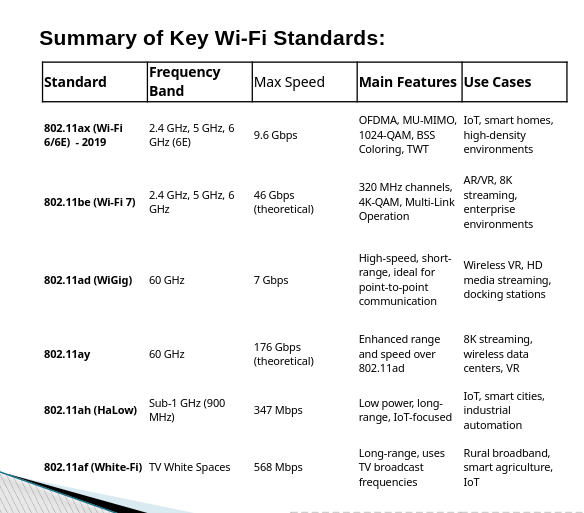 Summary of Key Wi-Fi Standards:
Standard
Frequency
Band
Max Speed
Main Features
Use Cases
802.11ax (Wi-Fi
6/6E)  - 2019
2.4 GHz, 5 GHz, 6
GHz (6E)
9.6 Gbps
OFDMA, MU-MIMO,
1024-QAM, BSS
Coloring, TWT
IoT, smart homes,
high-density
environments
802.11be (Wi-Fi 7)
2.4 GHz, 5 GHz, 6
GHz
46 Gbps
(theoretical)
320 MHz channels,
4K-QAM, Multi-Link
Operation
AR/VR, 8K
streaming,
enterprise
environments
802.11ad (WiGig)
60 GHz
7 Gbps
High-speed, short-
range, ideal for
point-to-point
communication
Wireless VR, HD
media streaming,
docking stations
802.11ay
60 GHz
176 Gbps
(theoretical)
Enhanced range
and speed over
802.11ad
8K streaming,
wireless data
centers, VR
802.11ah (HaLow)
Sub-1 GHz (900
MHz)
347 Mbps
Low power, long-
range, IoT-focused
IoT, smart cities,
industrial
automation
802.11af (White-Fi)
TV White Spaces
568 Mbps
Long-range, uses
TV broadcast
frequencies
Rural broadband,
smart agriculture,
IoT